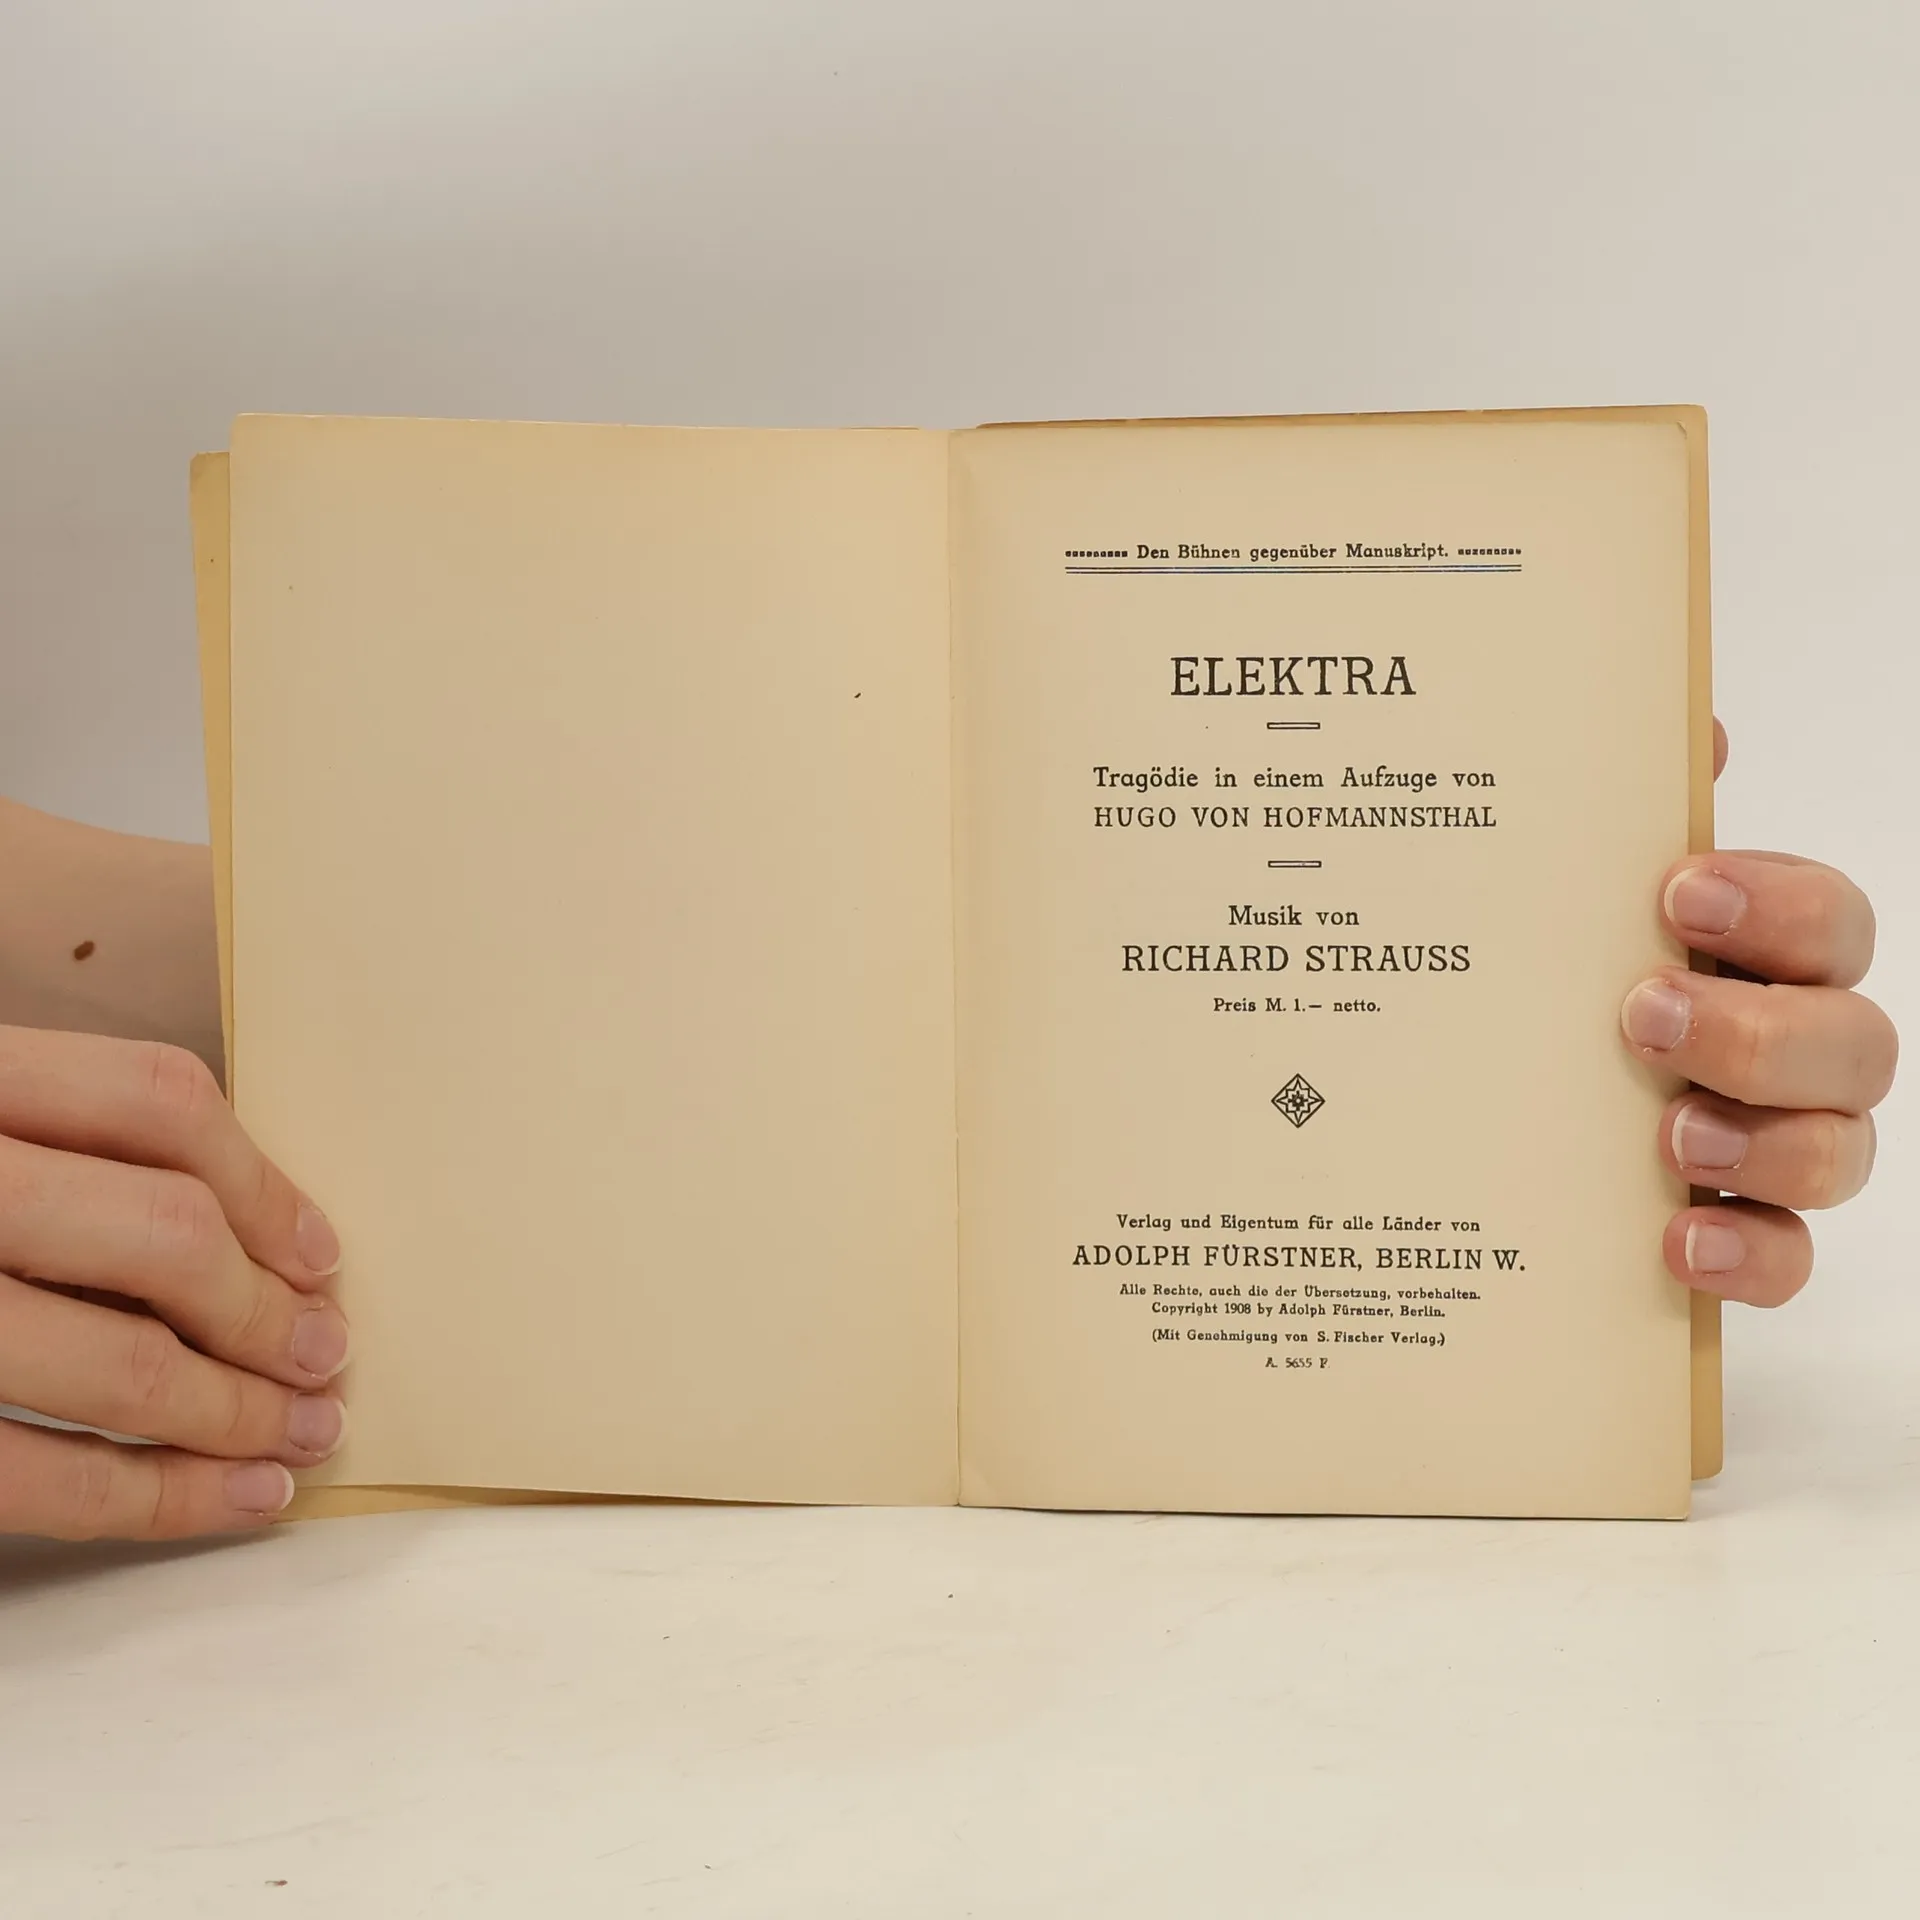 Den Bühnen gegenüber Manuskript.
ELEKTRA
Tragödie in einem Aufzuge von
HUGO VON HOFMANNSTHAL
Musik von
RICHARD STRAUSS
Preis M. 1.— netto.
Verlag und Eigentum für alle Länder von
ADOLPH FÜRSTNER, BERLIN W.
Alle Rechte, auch die der Übersetzung, vorbehalten.
Copyright 1908 by Adolph Fürstner, Berlin.
(Mit Genehmigung von S. Fischer Verlag.)
A. 5655 F.